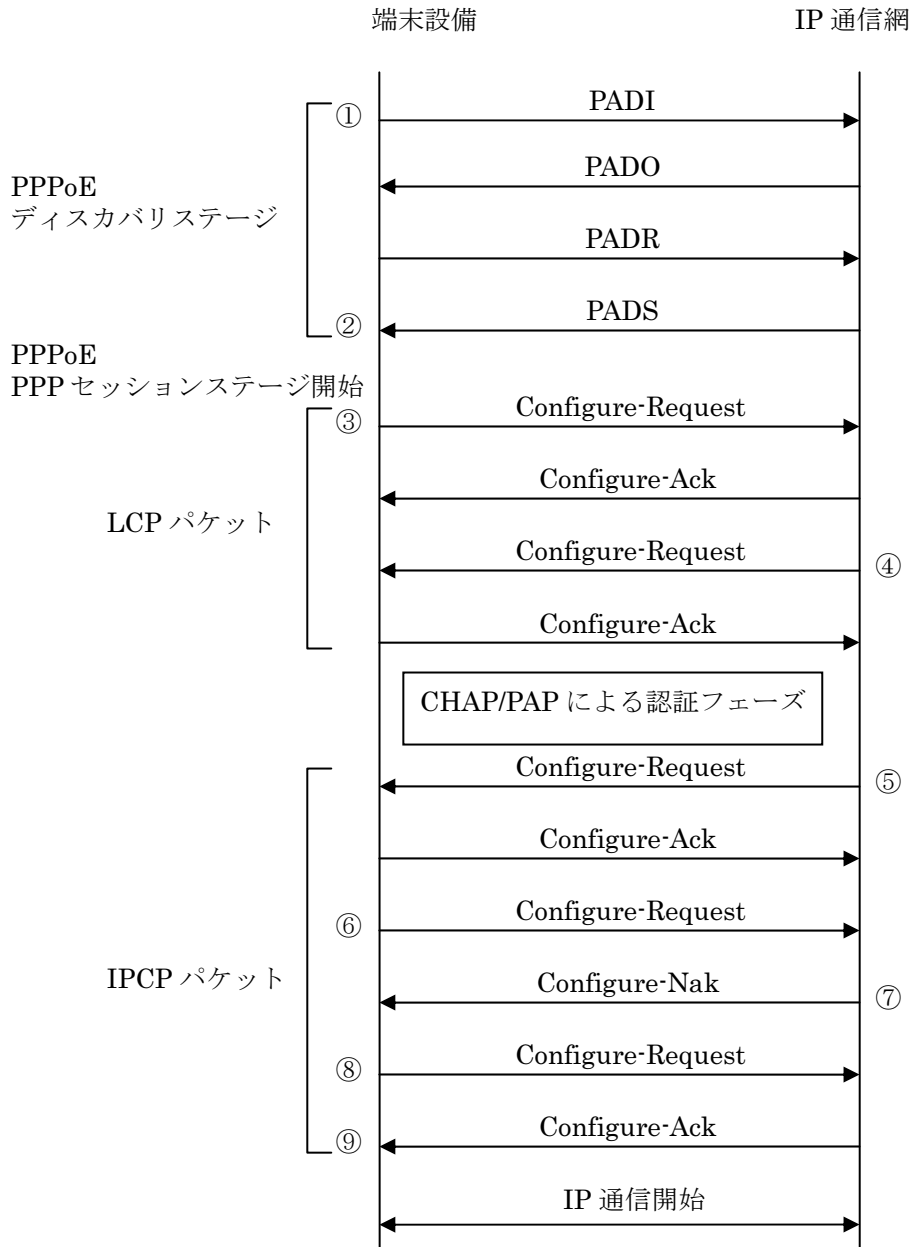 端末設備
IP 通信網
PADI
①
PADO
PPPoE
ディスカバリステージ
PADR
PADS
②
PPPoE
PPP セッションステージ開始
Configure-Request
③
Configure-Ack
LCP パケット
Configure-Request
④
Configure-Ack
CHAP/PAP による認証フェーズ
Configure-Request
⑤
Configure-Ack
Configure-Request
⑥
IPCP パケット
Configure-Nak
⑦
Configure-Request
⑧
Configure-Ack
⑨
IP 通信開始